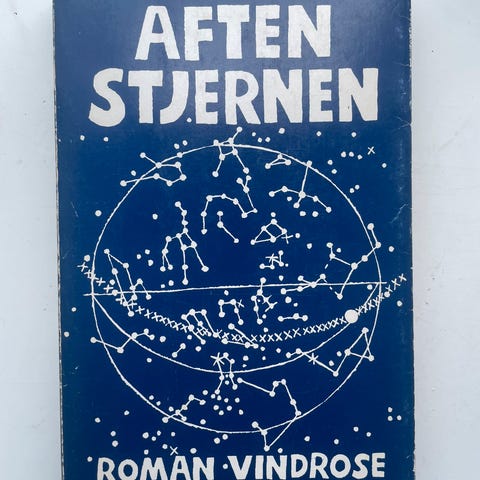 AFTEN
STJERNEN
ROMAN · VINDROSE